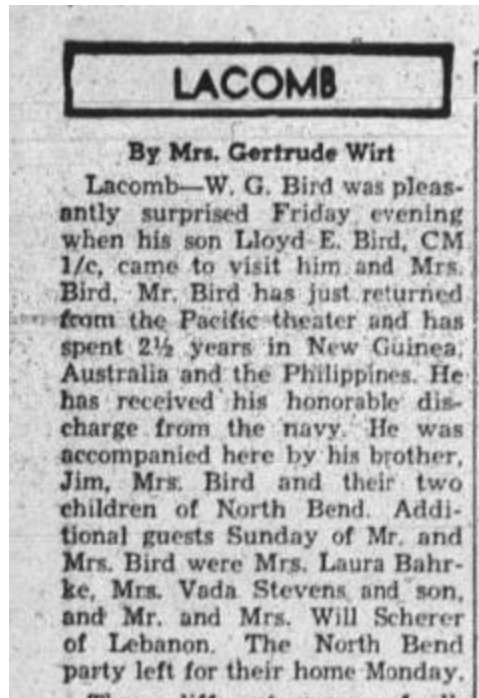 LACOMB
By Mrs. Gertrude Wirt
Lacomb—W. G. Bird was pleas-
antly surprised Friday evening
when his son Lloyd E. Bird, CM
1/c, came to visit him and Mrs.
Bird. Mr. Bird has just returned
from the Pacific theater and has
spent 2½ years in New Guinea,
Australia and the Philippines. He
has received his honorable dis-
charge from the navy. He was
accompanied here by his brother,
Jim, Mrs. Bird and their two
children of North Bend. Addi-
tional guests Sunday of Mr. and
Mrs. Bird were Mrs. Laura Bahr-
ke, Mrs. Vada Stevens and son,
and Mr. and Mrs. Will Scherer
of Lebanon. The North Bend
party left for their home Monday.